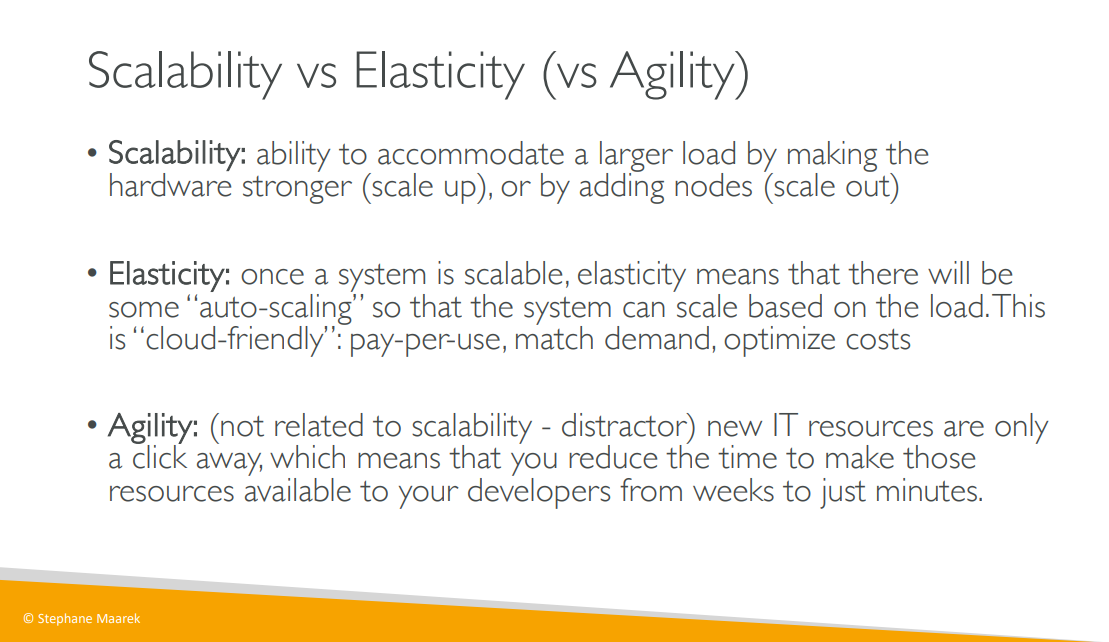 Scalability vs Elasticity (vs Agility)
• Scalability: ability to accommodate a larger load by making the
hardware stronger (scale up), or by adding nodes (scale out)
• Elasticity: once a system is scalable, elasticity means that there will be
some “auto-scaling” so that the system can scale based on the load. This
is “cloud-friendly”: pay-per-use, match demand, optimize costs
• Agility: (not related to scalability - distractor) new IT resources are only
a click away, which means that you reduce the time to make those
resources available to your developers from weeks to just minutes.
© Stephane Maarek